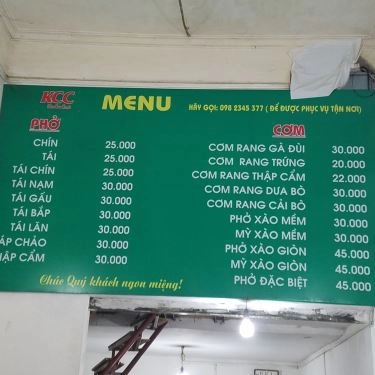 KCC
MENU
HÃY GỌI: 098 2345 377 ( ĐỂ ĐƯỢC PHỤC VỤ TẬN NƠI )
PHỞ
CHÍN 25.000
TÁI 25.000
TÁI CHÍN 25.000
TÁI NẠM 30.000
TÁI GẦU 30.000
TÁI BẮP 30.000
TÁI LĂN 30.000
ÁP CHẢO 30.000
HẬP CẨM 30.000
CƠM
CƠM RANG GÀ ĐÙI 30.000
CƠM RANG TRỨNG 20.000
CƠM RANG THẬP CẨM 22.000
CƠM RANG DƯA BÒ 30.000
CƠM RANG CẢI BÒ 30.000
PHỞ XÀO MỀM 30.000
MỲ XÀO MỀM 30.000
PHỞ XÀO GIÒN 45.000
MỲ XÀO GIÒN 45.000
PHỞ ĐẶC BIỆT 45.000
Chúc Quý khách ngon miệng!